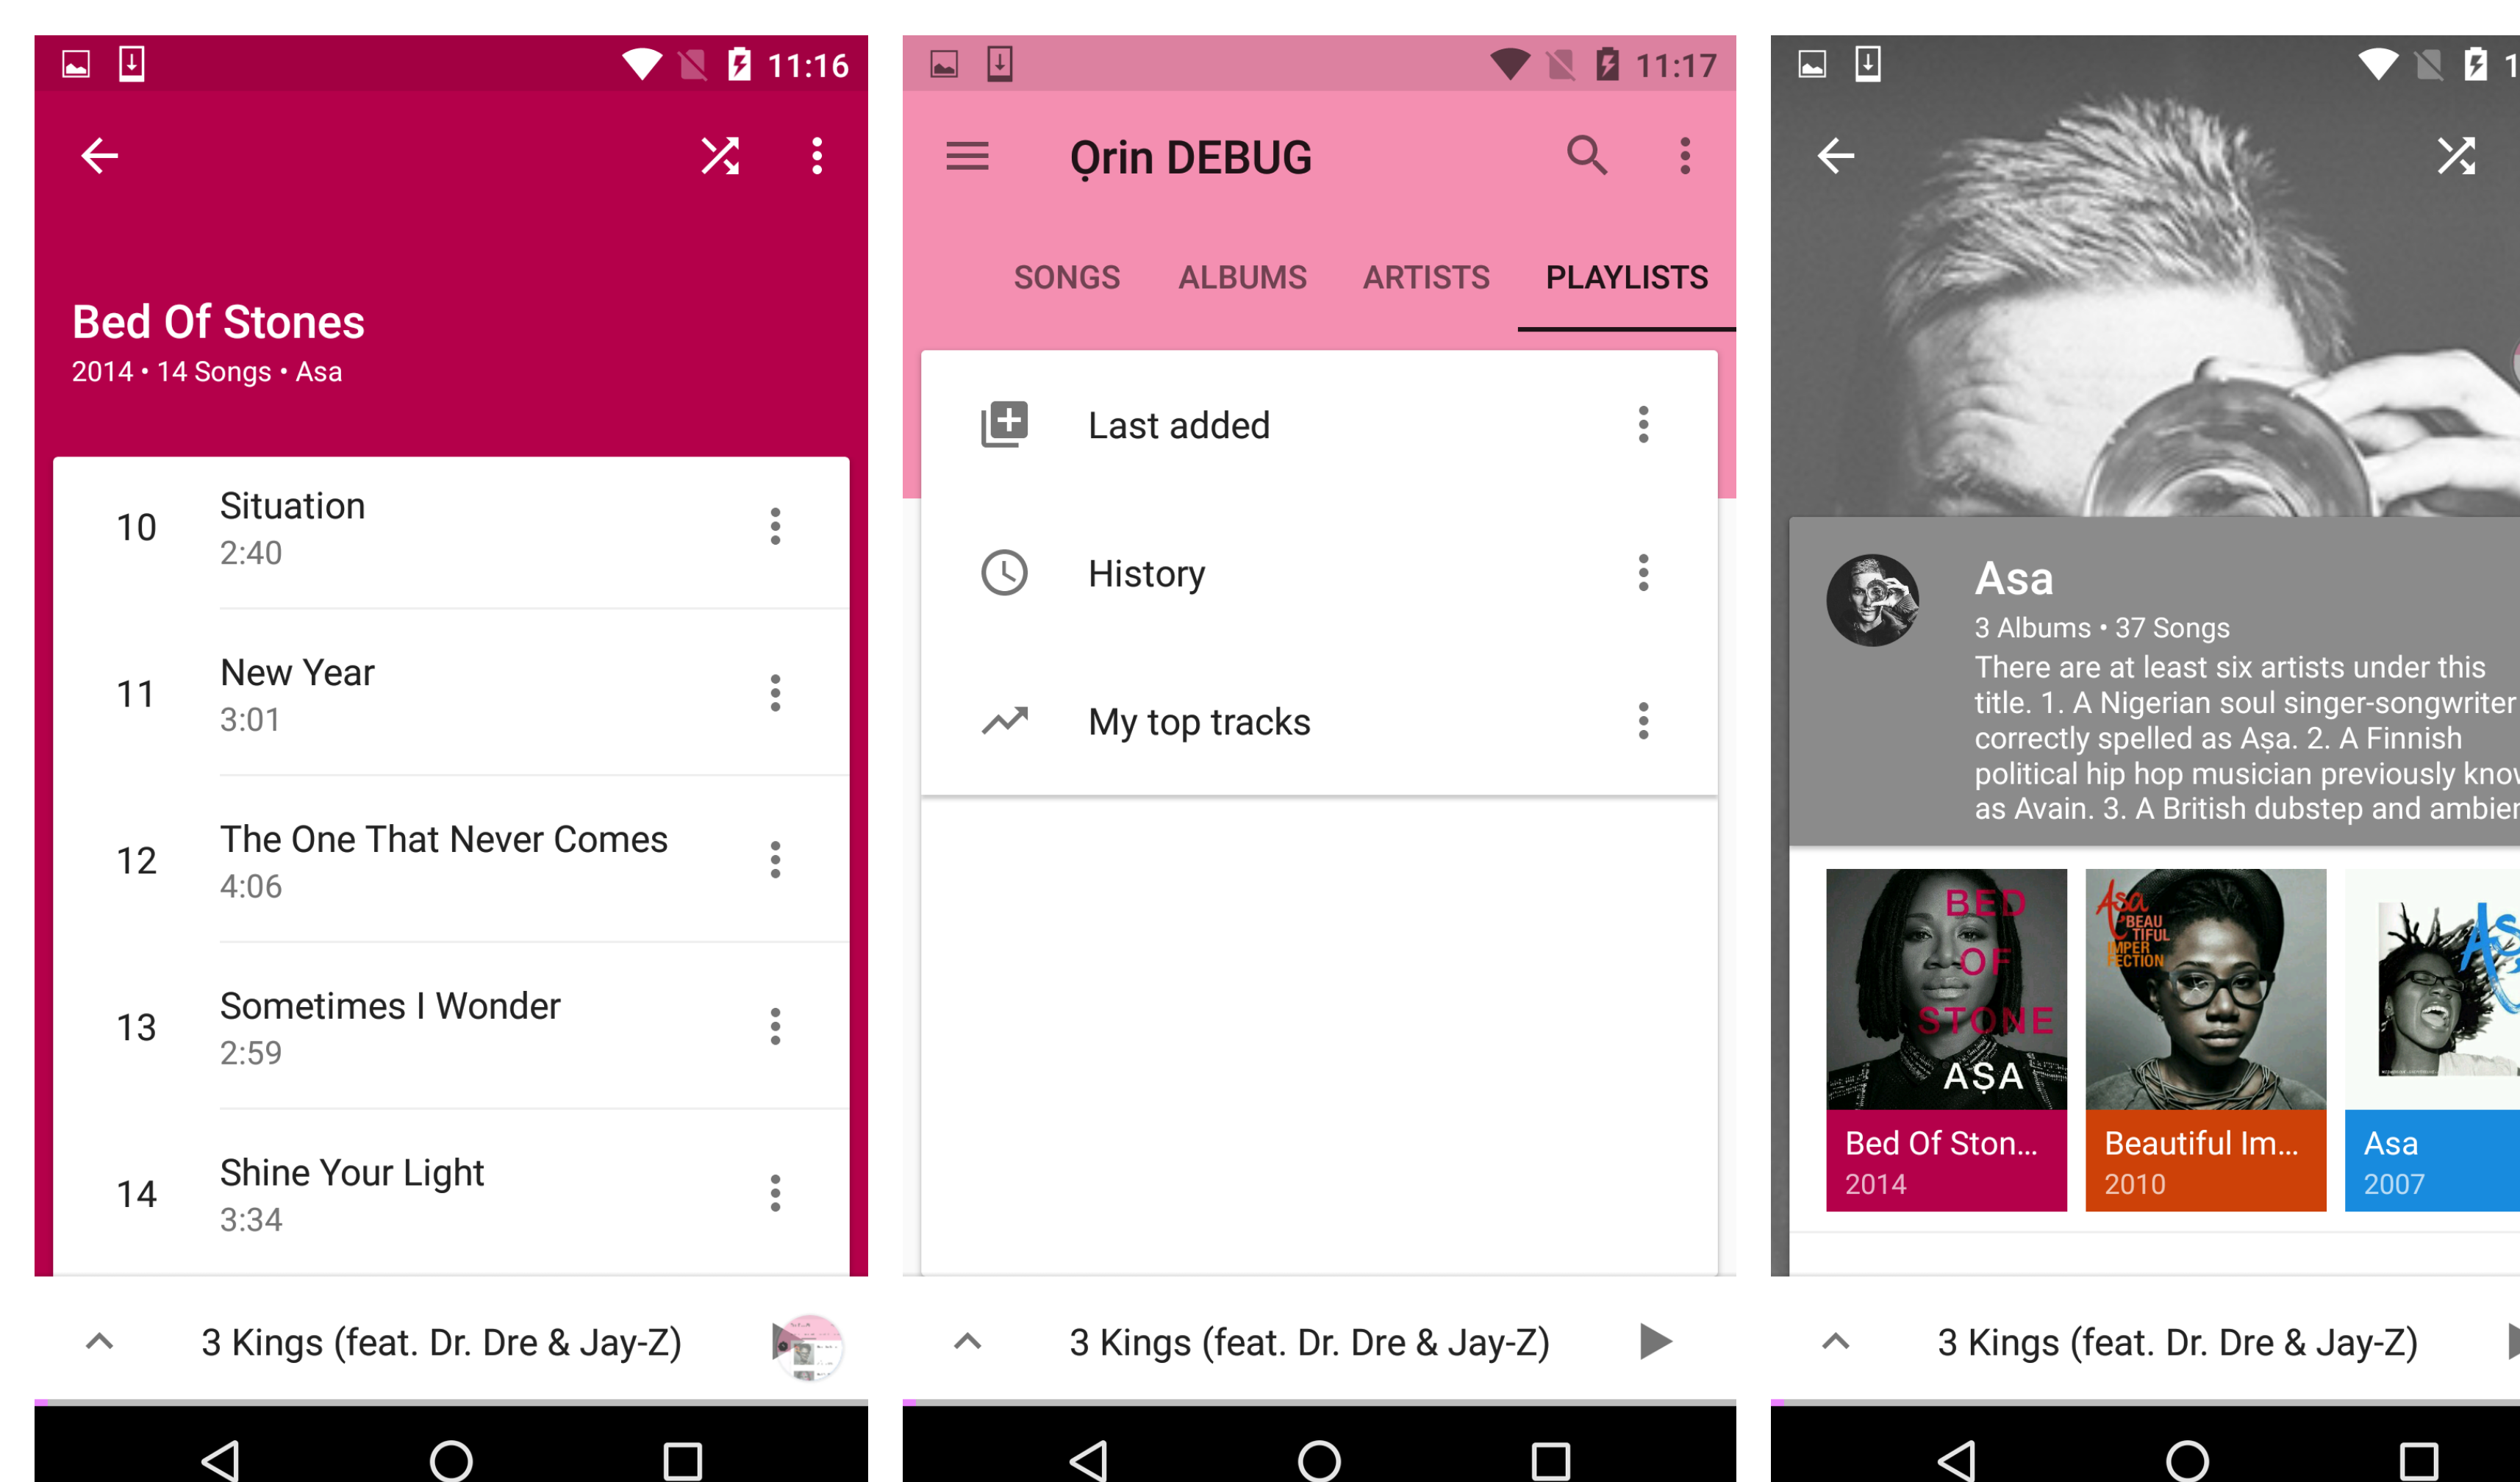 11:16
Bed Of Stones
2014 • 14 Songs • Asa
10
Situation
2:40
11
New Year
3:01
12
The One That Never Comes
4:06
13
Sometimes I Wonder
2:59
14
Shine Your Light
3:34
3 Kings (feat. Dr. Dre & Jay-Z)
11:17
Ọrin DEBUG
SONGS ALBUMS ARTISTS PLAYLISTS
Last added
History
My top tracks
3 Kings (feat. Dr. Dre & Jay-Z)
Asa
3 Albums • 37 Songs
There are at least six artists under this
title. 1. A Nigerian soul singer-songwriter
correctly spelled as Aṣa. 2. A Finnish
political hip hop musician previously
as Avain. 3. A British dubstep and
BED
OF
STONE
AṢA
Asa
BEAU
TIFUL
IMPER
FECTION
Bed Of Ston...
2014
Beautiful Im...
2010
Asa
2007
3 Kings (feat. Dr. Dre & Jay-Z)